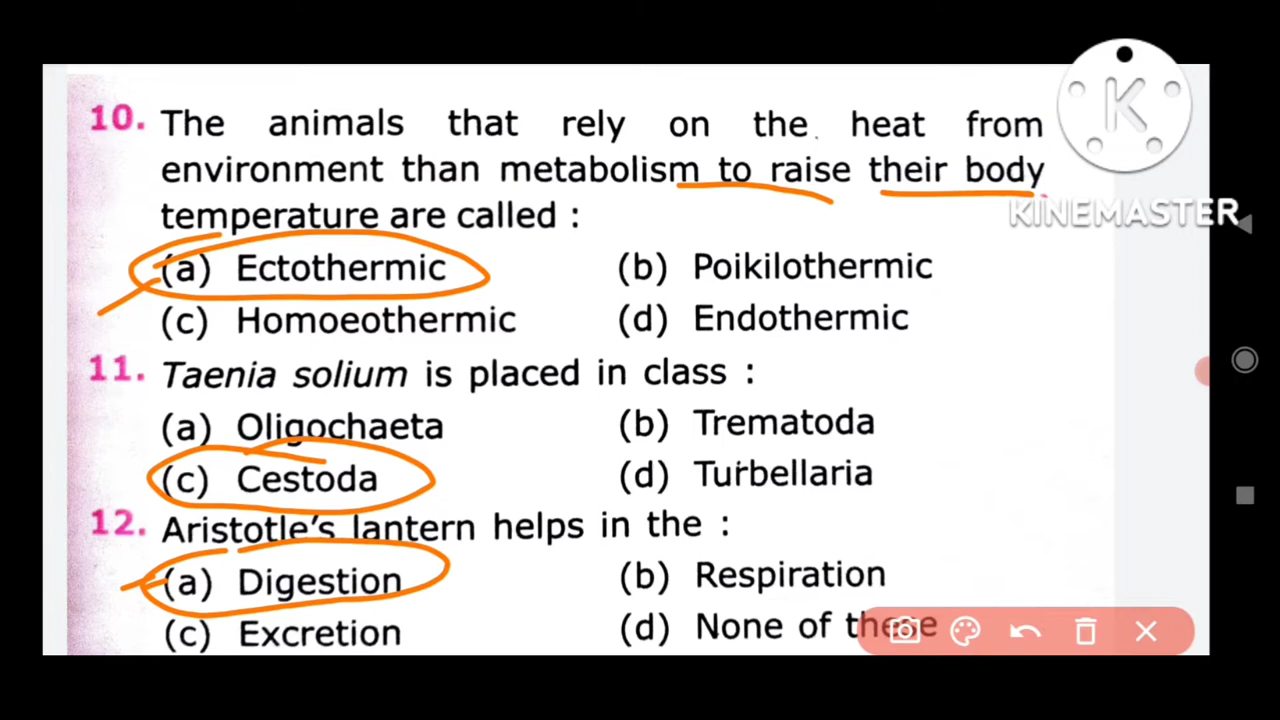 10. The animals that rely on the heat from
environment than metabolism to raise their body
temperature are called :
(a) Ectothermic (b) Poikilothermic
(c) Homoeothermic (d) Endothermic
11. Taenia solium is placed in class :
(a) Oligochaeta (b) Trematoda
(c) Cestoda (d) Turbellaria
12. Aristotle's lantern helps in the :
(a) Digestion (b) Respiration
(c) Excretion (d) None of these
K
KINEMASTER